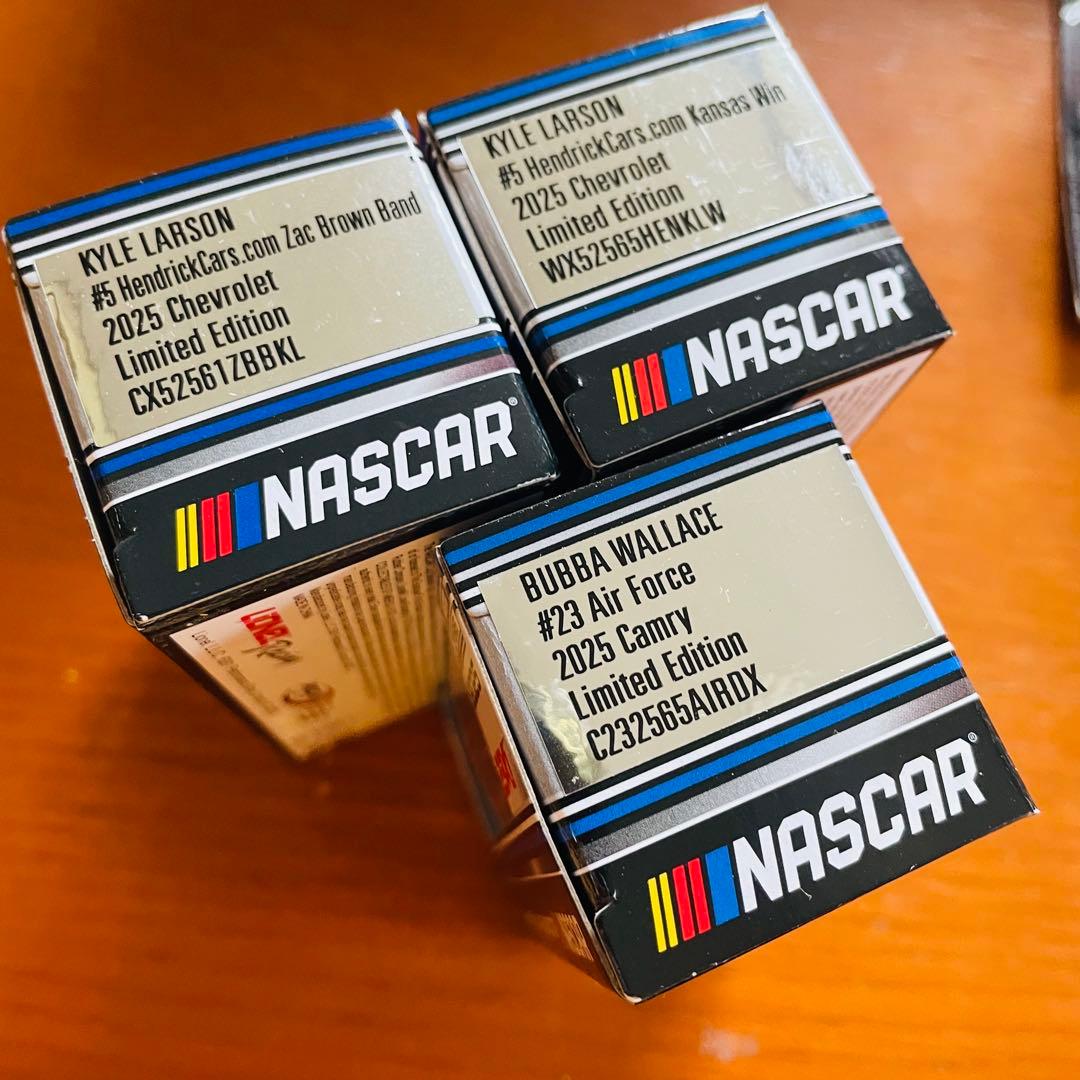 KYLE LARSON
#5 HendrickCars.com Zac Brown Band
2025 Chevrolet
Limited Edition
CX52561ZBBKL
NASCAR®
KYLE LARSON
#5 HendrickCars.com Kansas Win
2025 Chevrolet
Limited Edition
WX52565HENKLW
NASCAR
BUBBA WALLACE
#23 Air Force
2025 Camry
Limited Edition
C232565AIRDX
NASCAR®